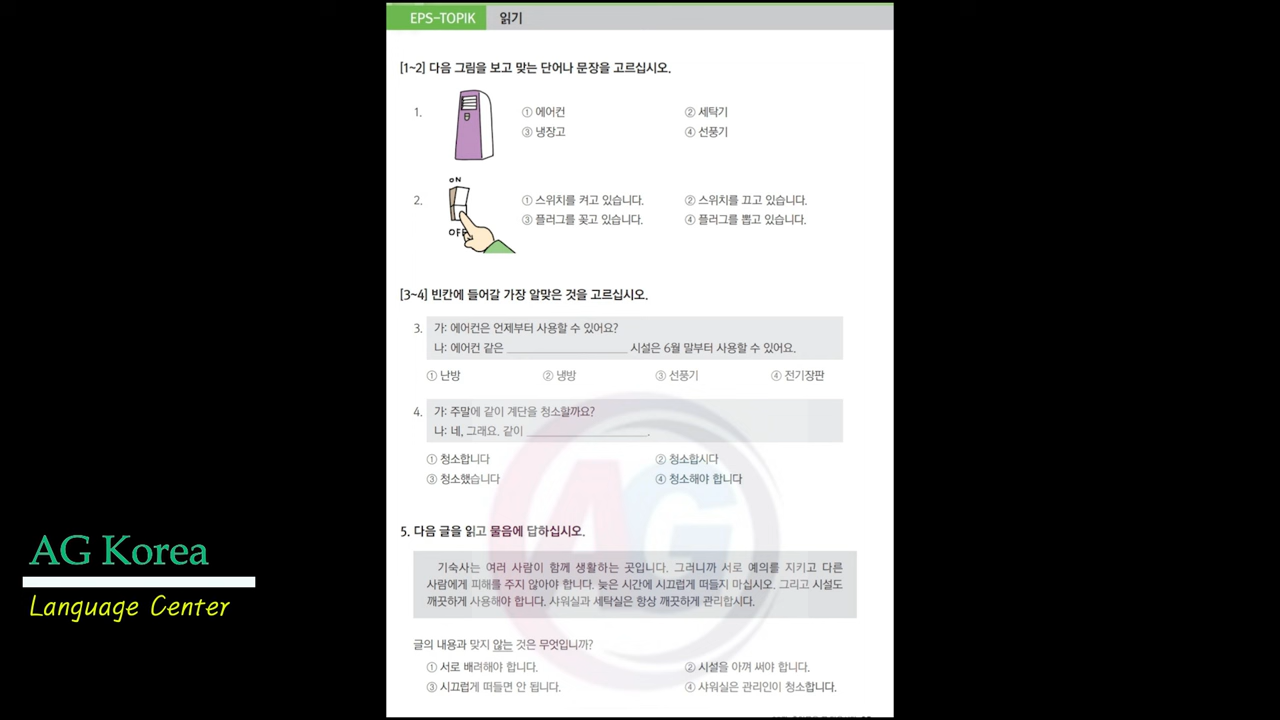 EPS-TOPIK 읽기
[1~2] 다음 그림을 보고 맞는 단어나 문장을 고르십시오.
1. ① 에어컨 ② 세탁기
③ 냉장고 ④ 선풍기
ON
2. ① 스위치를 켜고 있습니다. ② 스위치를 끄고 있습니다.
③ 플러그를 꽂고 있습니다. ④ 플러그를 뽑고 있습니다.
OFF
[3~4] 빈칸에 들어갈 가장 알맞은 것을 고르십시오.
3. 가: 에어컨은 언제부터 사용할 수 있어요?
나: 에어컨 같은 ____________________ 시설은 6월 말부터 사용할 수 있어요.
① 난방 ② 냉방 ③ 선풍기 ④ 전기장판
4. 가: 주말에 같이 계단을 청소할까요?
나: 네, 그래요. 같이 ____________________.
① 청소합니다 ② 청소합시다
③ 청소했습니다 ④ 청소해야 합니다
AG
5. 다음 글을 읽고 물음에 답하십시오.
기숙사는 여러 사람이 함께 생활하는 곳입니다. 그러니까 서로 예의를 지키고 다른
사람에게 피해를 주지 않아야 합니다. 늦은 시간에 시끄럽게 떠들지 마십시오. 그리고 시설도
깨끗하게 사용해야 합니다. 샤워실과 세탁실은 항상 깨끗하게 관리합시다.
글의 내용과 맞지 않는 것은 무엇입니까?
① 서로 배려해야 합니다. ② 시설을 아껴 써야 합니다.
③ 시끄럽게 떠들면 안 됩니다. ④ 샤워실은 관리인이 청소합니다.
AG Korea
Language Center